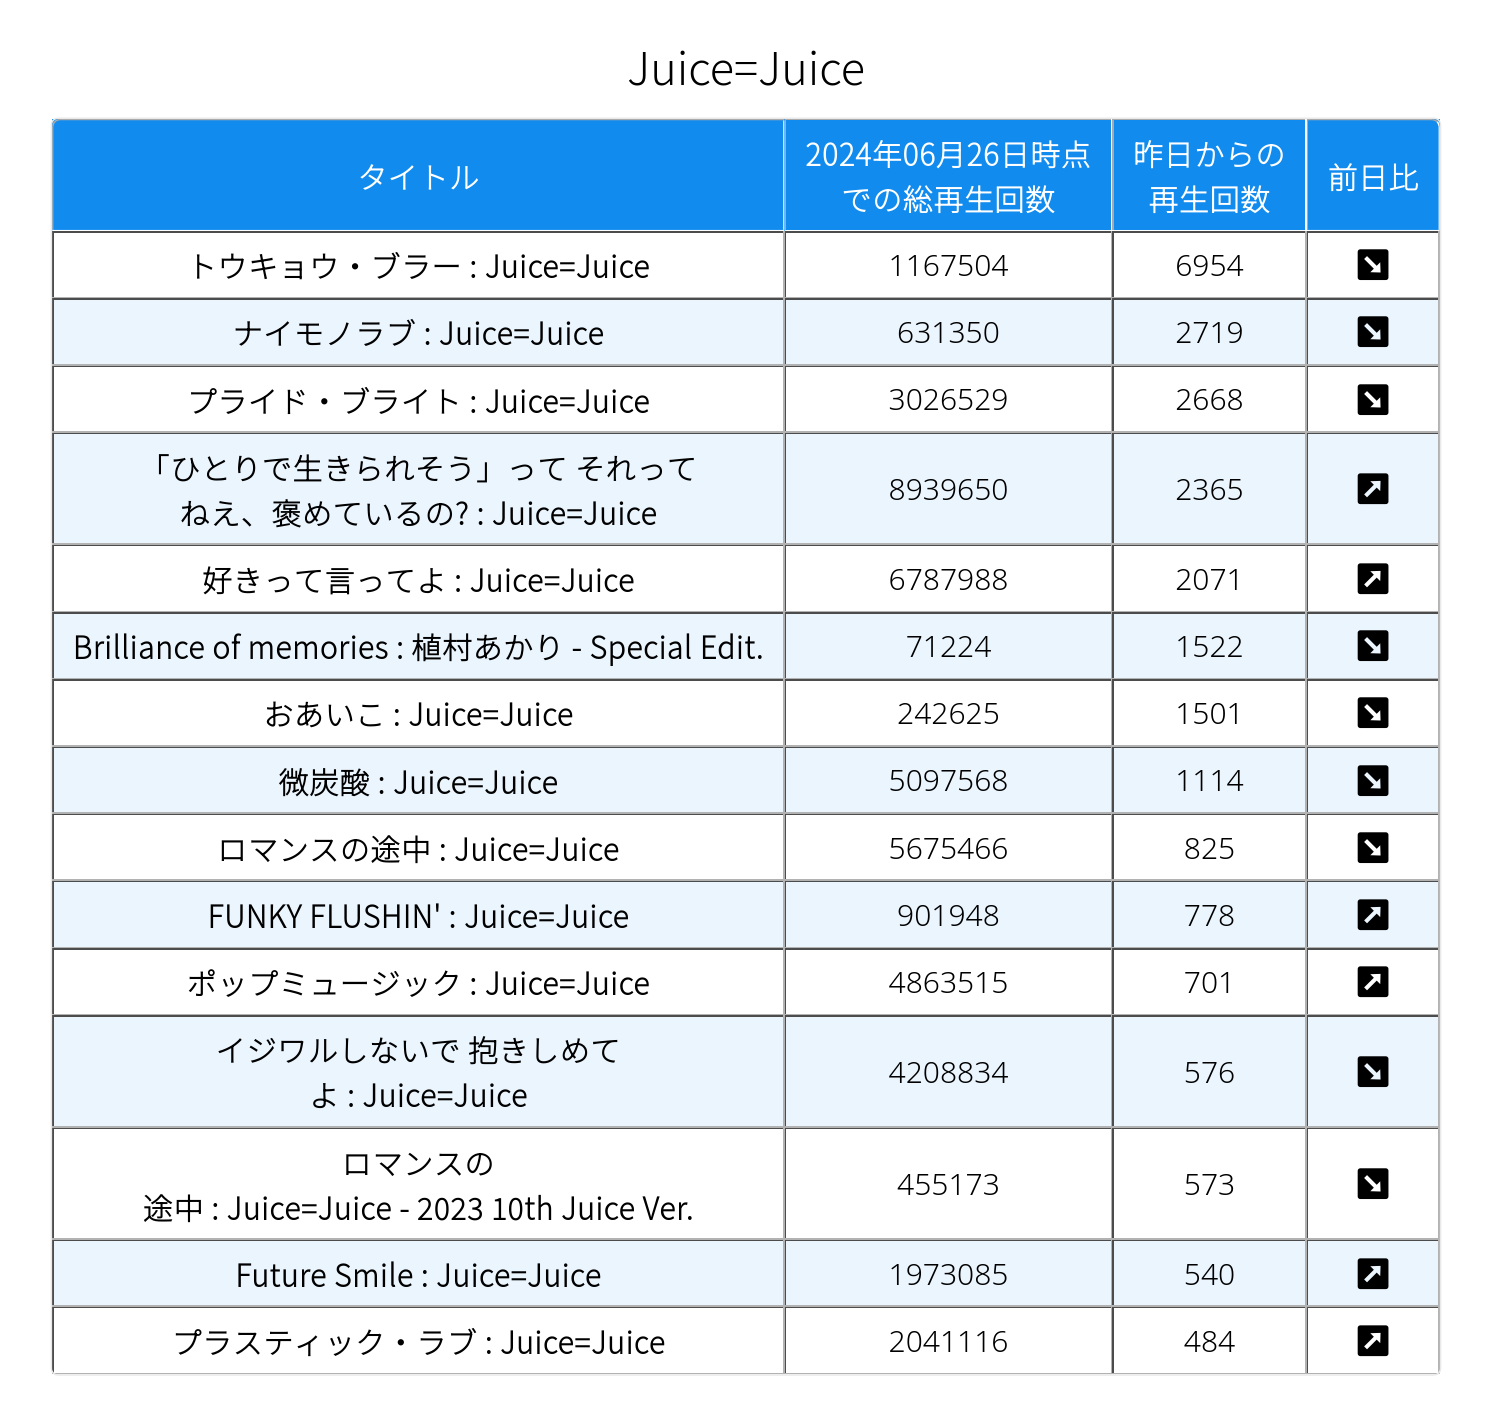 Juice=Juice
タイトル
2024年06月26日時点
での総再生回数
昨日からの
再生回数
前日比
トウキョウ・ブラー : Juice=Juice 1167504 6954
ナイモノラブ : Juice=Juice 631350 2719
プライド・ブライト : Juice=Juice 3026529 2668
「ひとりで生きられそう」って それって
ねえ、褒めているの? : Juice=Juice
8939650 2365
好きって言ってよ : Juice=Juice 6787988 2071
Brilliance of memories : 植村あかり - Special Edit. 71224 1522
おあいこ : Juice=Juice 242625 1501
微炭酸 : Juice=Juice 5097568 1114
ロマンスの途中 : Juice=Juice 5675466 825
FUNKY FLUSHIN' : Juice=Juice 901948 778
ポップミュージック : Juice=Juice 4863515 701
イジワルしないで 抱きしめて
よ : Juice=Juice
4208834 576
ロマンスの
途中 : Juice=Juice - 2023 10th Juice Ver.
455173 573
Future Smile : Juice=Juice 1973085 540
プラスティック・ラブ : Juice=Juice 2041116 484